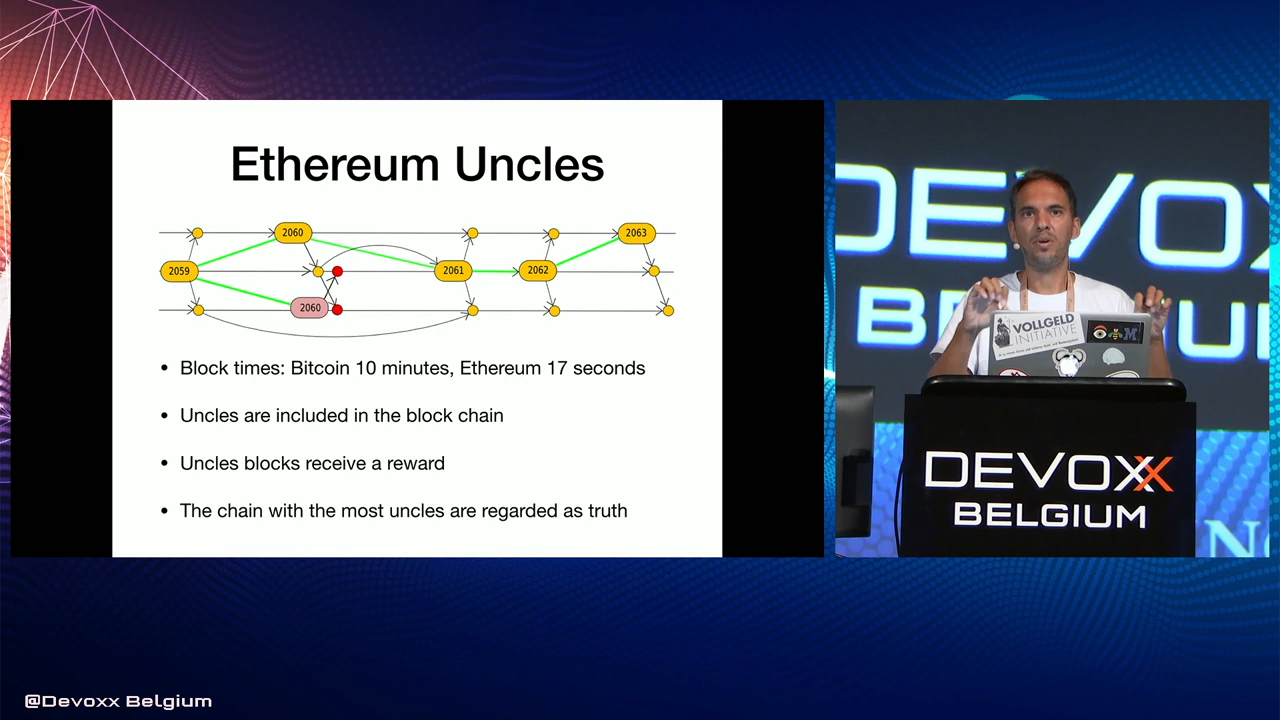 Ethereum Uncles
2060
2063
2059
2061
2062
2060
• Block times: Bitcoin 10 minutes, Ethereum 17 seconds
• Uncles are included in the block chain
• Uncles blocks receive a reward
• The chain with the most uncles are regarded as truth
DEVOX
BELGIU
VOLLGELD
INITIATIVE
M
DEVOXX
BELGIUM
@Devoxx Belgium